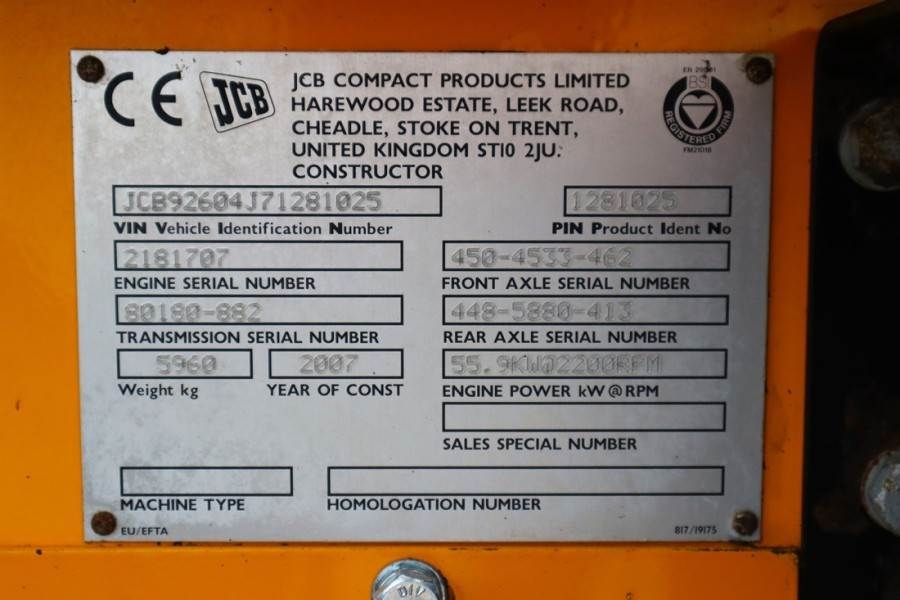 CE JCB
JCB COMPACT PRODUCTS LIMITED
HAREWOOD ESTATE, LEEK ROAD,
CHEADLE, STOKE ON TRENT,
UNITED KINGDOM ST10 2JU.
CONSTRUCTOR
BSI
REGISTERED FIRM
JCB92604J71281025 1281025
VIN Vehicle Identification Number PIN Product Ident No
2181707 450-4533-462
ENGINE SERIAL NUMBER FRONT AXLE SERIAL NUMBER
80180-882 448-5880-413
TRANSMISSION SERIAL NUMBER REAR AXLE SERIAL NUMBER
5960 2007 55.9KW@2200RPM
Weight kg YEAR OF CONST ENGINE POWER kW @ RPM
SALES SPECIAL NUMBER
MACHINE TYPE HOMOLOGATION NUMBER
EU/EFTA 817/19175